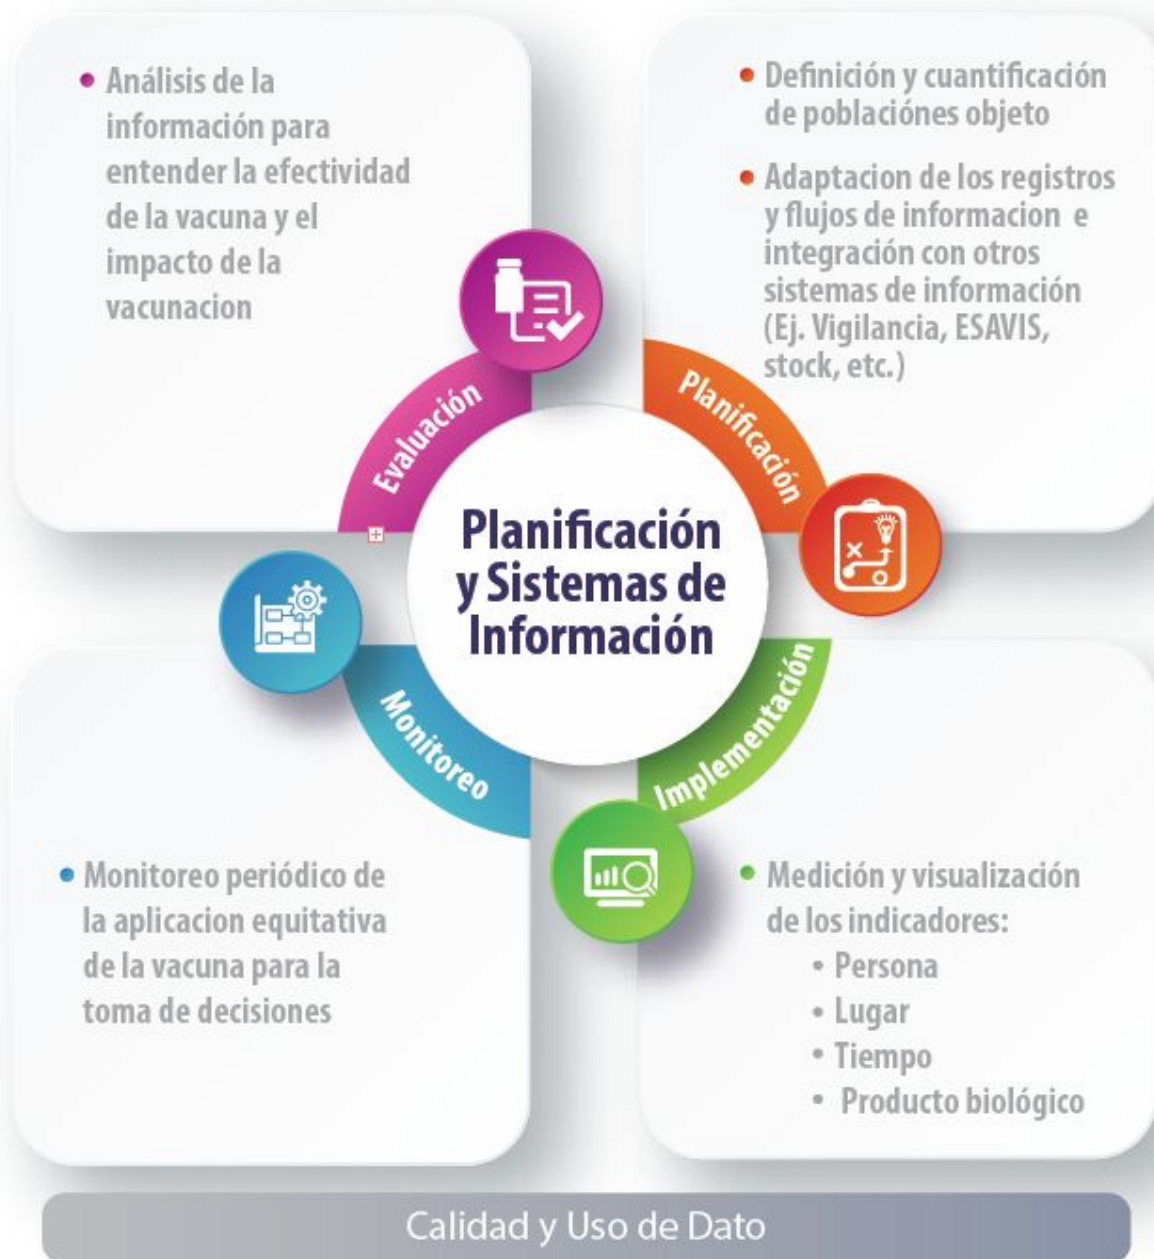 Análisis de la
información para
entender la efectividad
de la vacuna y el
impacto de la
vacunacion
Definición y cuantificación
de poblaciónes objeto
Adaptacion de los registros
y flujos de informacion e
integración con otros
sistemas de información
(Ej. Vigilancia, ESAVIS,
stock, etc.)
Evaluación
Planificación
Planificación
y Sistemas de
Información
Monitoreo
Implementación
Monitoreo periódico de
la aplicacion equitativa
de la vacuna para la
toma de decisiones
Medición y visualización
de los indicadores:
Persona
Lugar
Tiempo
Producto biológico
Calidad y Uso de Dato